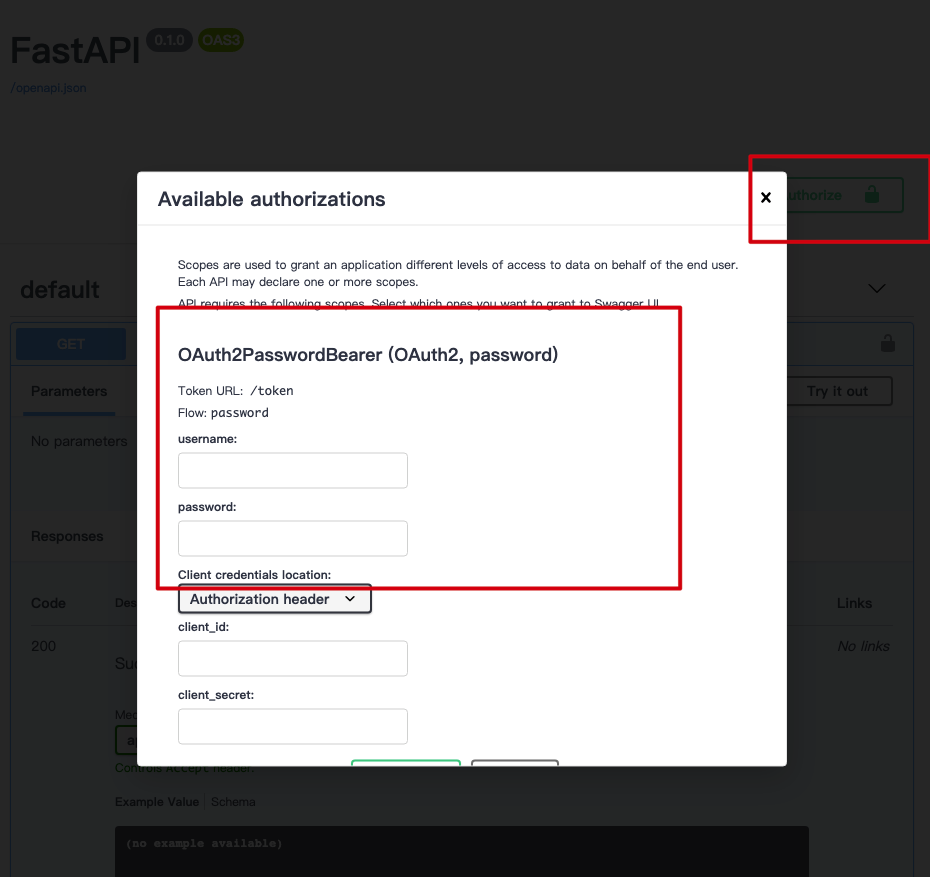 FastAPI 0.1.0 OAS3
/openapi.json
uthorize
Available authorizations
Scopes are used to grant an application different levels of access to data on behalf of the end user.
Each API may declare one or more scopes.
API requires the following scopes. Select which ones you want to grant to Swagger UI.
default
GET
OAuth2PasswordBearer (OAuth2, password)
Token URL: /token
Flow: password
Parameters
Try it out
username:
No parameters
password:
Responses
Client credentials location:
Authorization header
Code
Links
client_id:
200
No links
client_secret:
Controls Accept header.
Example Value Schema
(no example available)